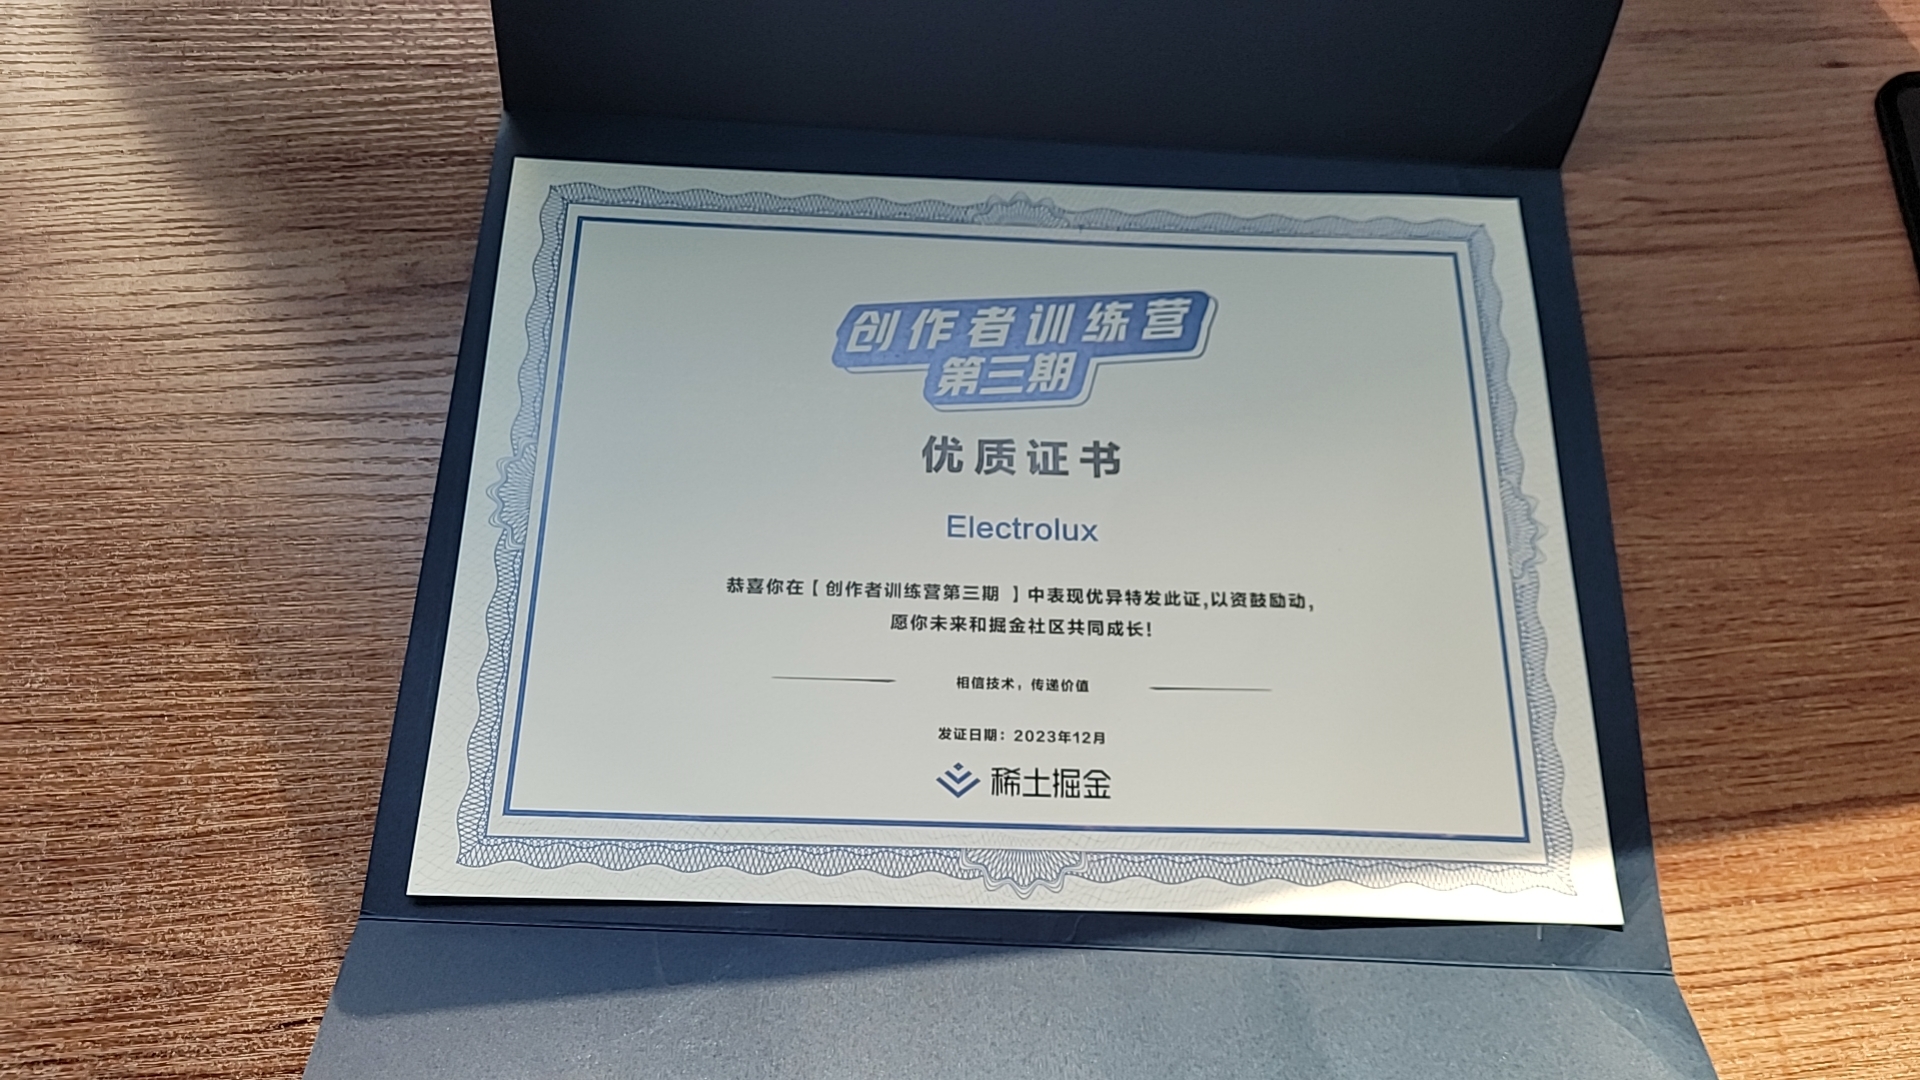 创作者训练营
第三期
优质证书
Electrolux
恭喜你在【创作者训练营第三期 】中表现优异特发此证,以资鼓励动,
愿你未来和掘金社区共同成长!
相信技术，传递价值
发证日期：2023年12月
稀土掘金